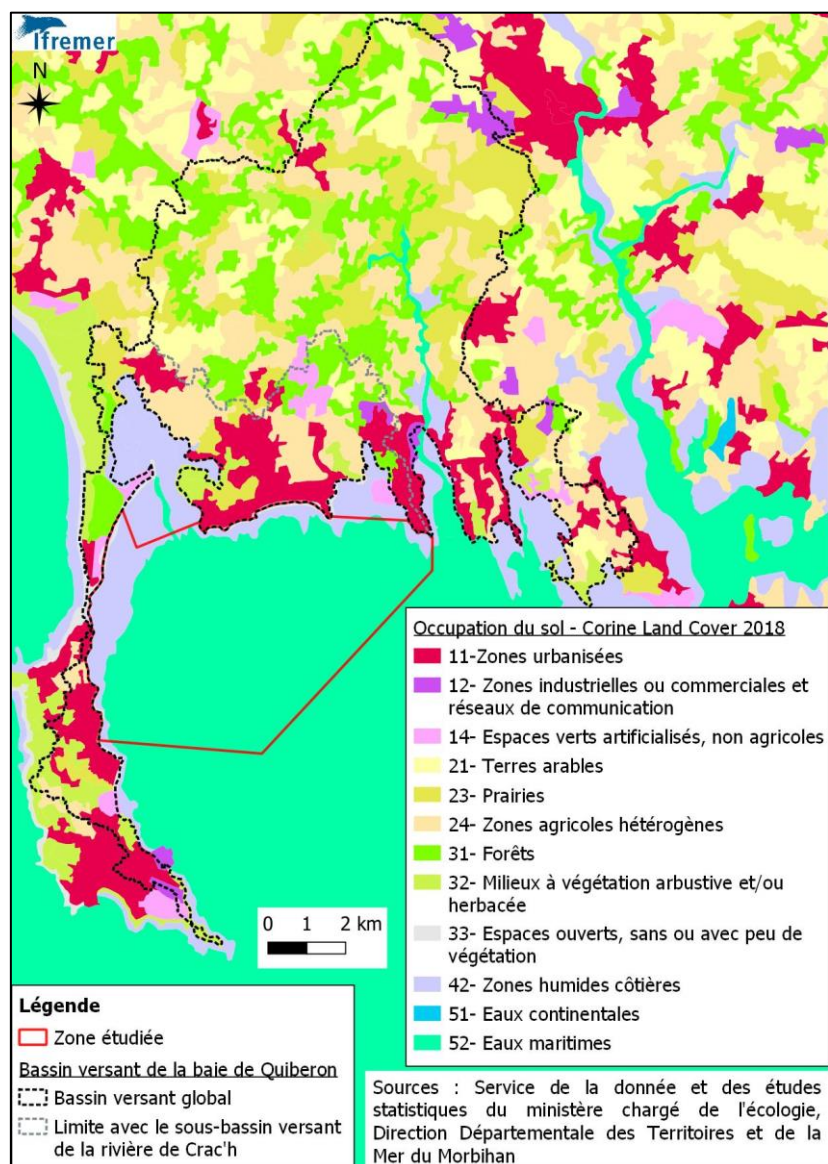 Ifremer
N
Occupation du sol - Corine Land Cover 2018
11-Zones urbanisées
12- Zones industrielles ou commerciales et
réseaux de communication
14- Espaces verts artificialisés, non agricoles
21- Terres arables
23- Prairies
24- Zones agricoles hétérogènes
31- Forêts
32- Milieux à végétation arbustive et/ou
herbacée
33- Espaces ouverts, sans ou avec peu de
végétation
42- Zones humides côtières
51- Eaux continentales
52- Eaux maritimes
0 1 2 km
Légende
Zone étudiée
Bassin versant de la baie de Quiberon
Bassin versant global
Limite avec le sous-bassin versant
de la rivière de Crac'h
Sources : Service de la donnée et des études
statistiques du ministère chargé de l'écologie,
Direction Départementale des Territoires et de la
Mer du Morbihan